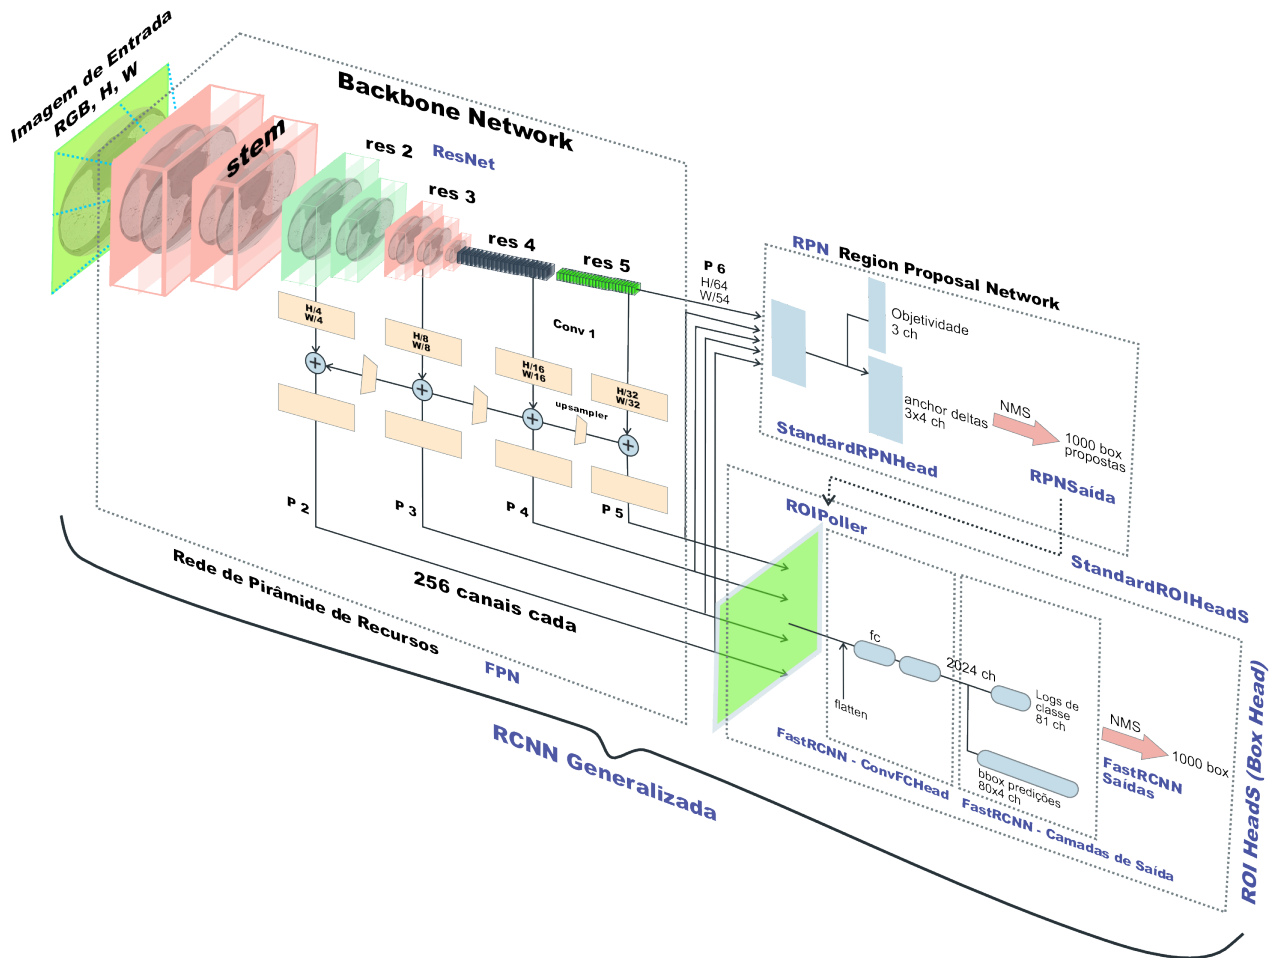 Imagem de Entrada
RGB, H, W
Backbone Network
stem
res 2
ResNet
res 3
res 4
res 5
P 6
H/64
W/54
H/4
W/4
H/8
W/8
H/16
W/16
H/32
W/32
Conv 1
upsampler
P 2
P 3
P 4
P 5
256 canais cada
Rede de Pirâmide de Recursos
FPN
RPN
Region Proposal Network
Objetividade
3 ch
anchor deltas
3x4 ch
NMS
1000 box
propostas
StandardRPNHead
RPNSaída
ROIPoller
StandardROIHeadS
fc
2024 ch
flatten
Logs de
classe
81 ch
bbox predições
80x4 ch
NMS
1000 box
FastRCNN
Saídas
FastRCNN - ConvFCHead
FastRCNN - Camadas de Saída
ROI HeadS (Box Head)
RCNN Generalizada